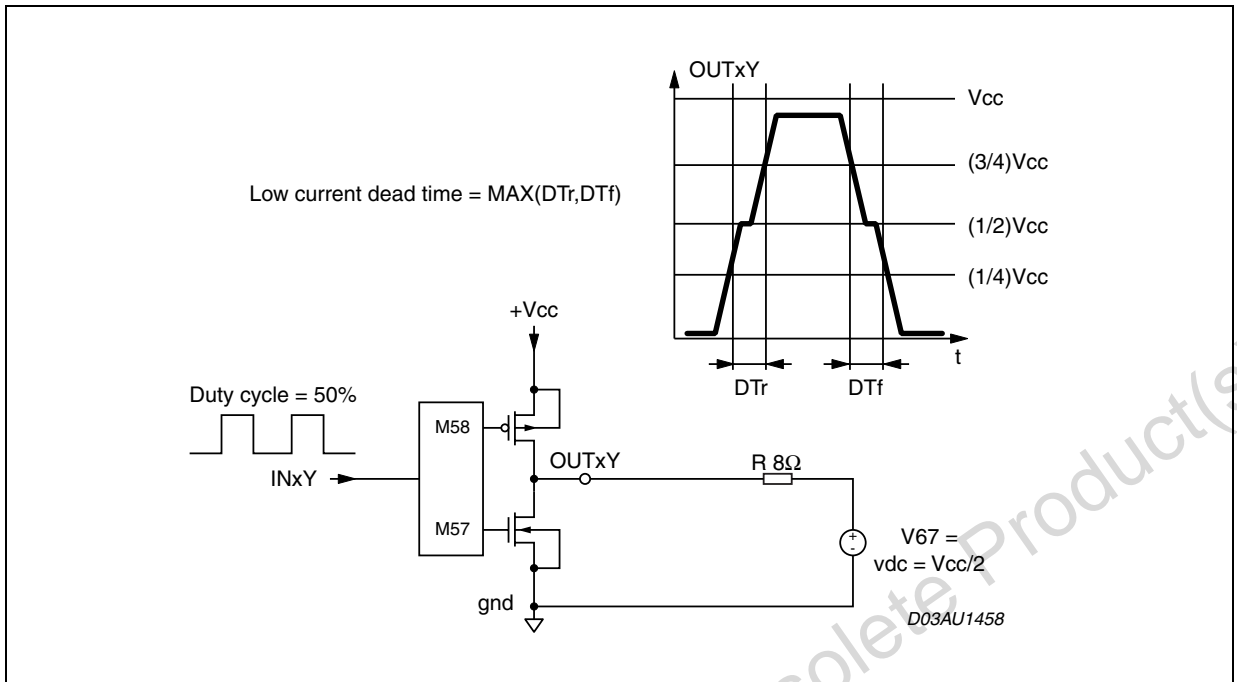 OUTxY
Vcc
(3/4)Vcc
Low current dead time = MAX(DTr,DTf)
(1/2)Vcc
(1/4)Vcc
+Vcc
t
DTr
DTf
Duty cycle = 50%
M58
OUTxY
R 8Ω
INxY
M57
+
-
V67 =
vdc = Vcc/2
gnd
D03AU1458
solete Product(s